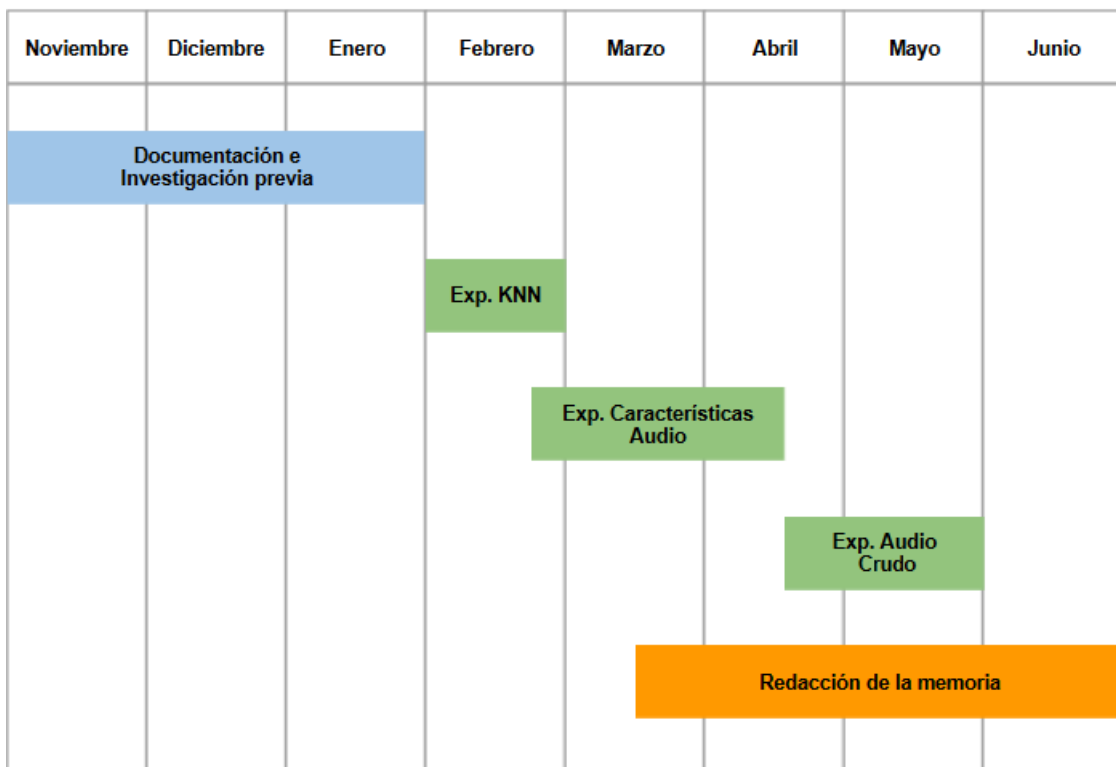 Noviembre Diciembre Enero Febrero Marzo Abril Mayo Junio
Documentación e
Investigación previa
Exp. KNN
Exp. Características
Audio
Exp. Audio
Crudo
Redacción de la memoria